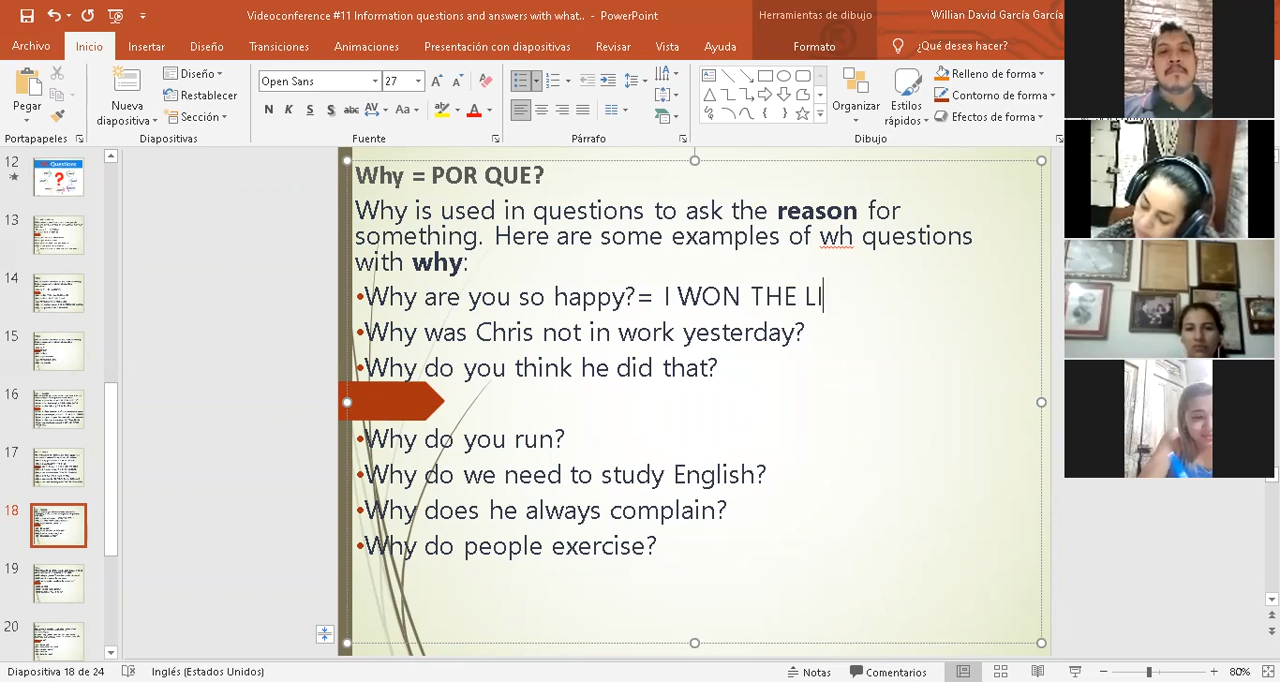 Videoconference #11 Information questions and answers with what.. - PowerPoint
Herramientas de dibujo
Willian David García García
Archivo Inicio Insertar Diseño Transiciones Animaciones Presentación con diapositivas Revisar Vista Ayuda Formato ¿Qué desea hacer?
Pegar
Nueva diapositiva
Diseño
Restablecer
Sección
Open Sans 27
N K S S abc AV Aa A
Organizar
Estilos rápidos
Relleno de forma
Contorno de forma
Efectos de forma
Portapapeles Diapositivas Fuente Párrafo Dibujo
12
13
14
15
16
17
18
19
20
Why = POR QUE?
Why is used in questions to ask the reason for
something. Here are some examples of wh questions
with why:
•Why are you so happy?= I WON THE LI
•Why was Chris not in work yesterday?
•Why do you think he did that?
•Why do you run?
•Why do we need to study English?
•Why does he always complain?
•Why do people exercise?
Diapositiva 18 de 24 Inglés (Estados Unidos) Notas Comentarios 80%